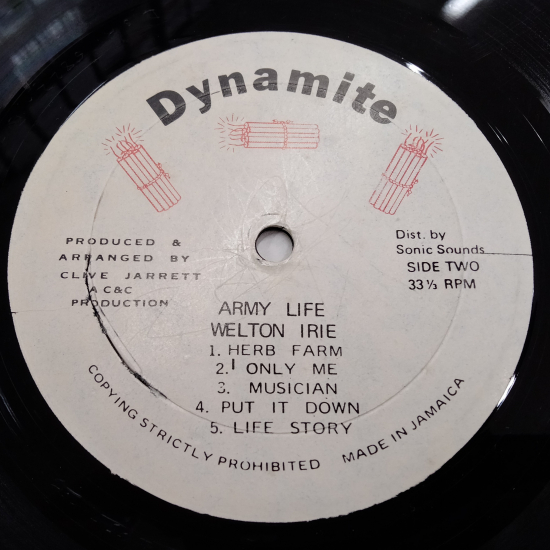 Dynamite
PRODUCED &
ARRANGED BY
CLIVE JARRETT
A C&C
PRODUCTION
Dist. by
Sonic Sounds
SIDE TWO
33⅓ RPM
ARMY LIFE
WELTON IRIE
1. HERB FARM
2. I ONLY ME
3. MUSICIAN
4. PUT IT DOWN
5. LIFE STORY
COPYING STRICTLY PROHIBITED MADE IN JAMAICA